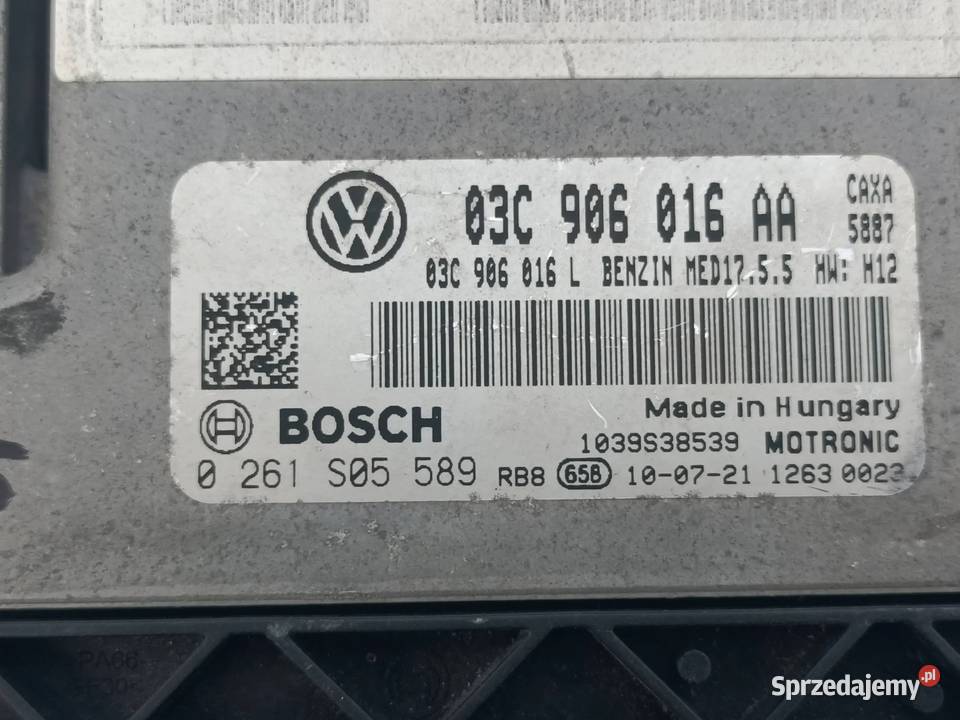 03C 906 016 AA
CAXA
5887
03C 906 016 L BENZIN MED17.5.5 HW: H12
BOSCH
Made in Hungary
1039S38539 MOTRONIC
0 261 S05 589 RB8 658 10-07-21 1263 0023
PA66
Sprzedajemy.pl